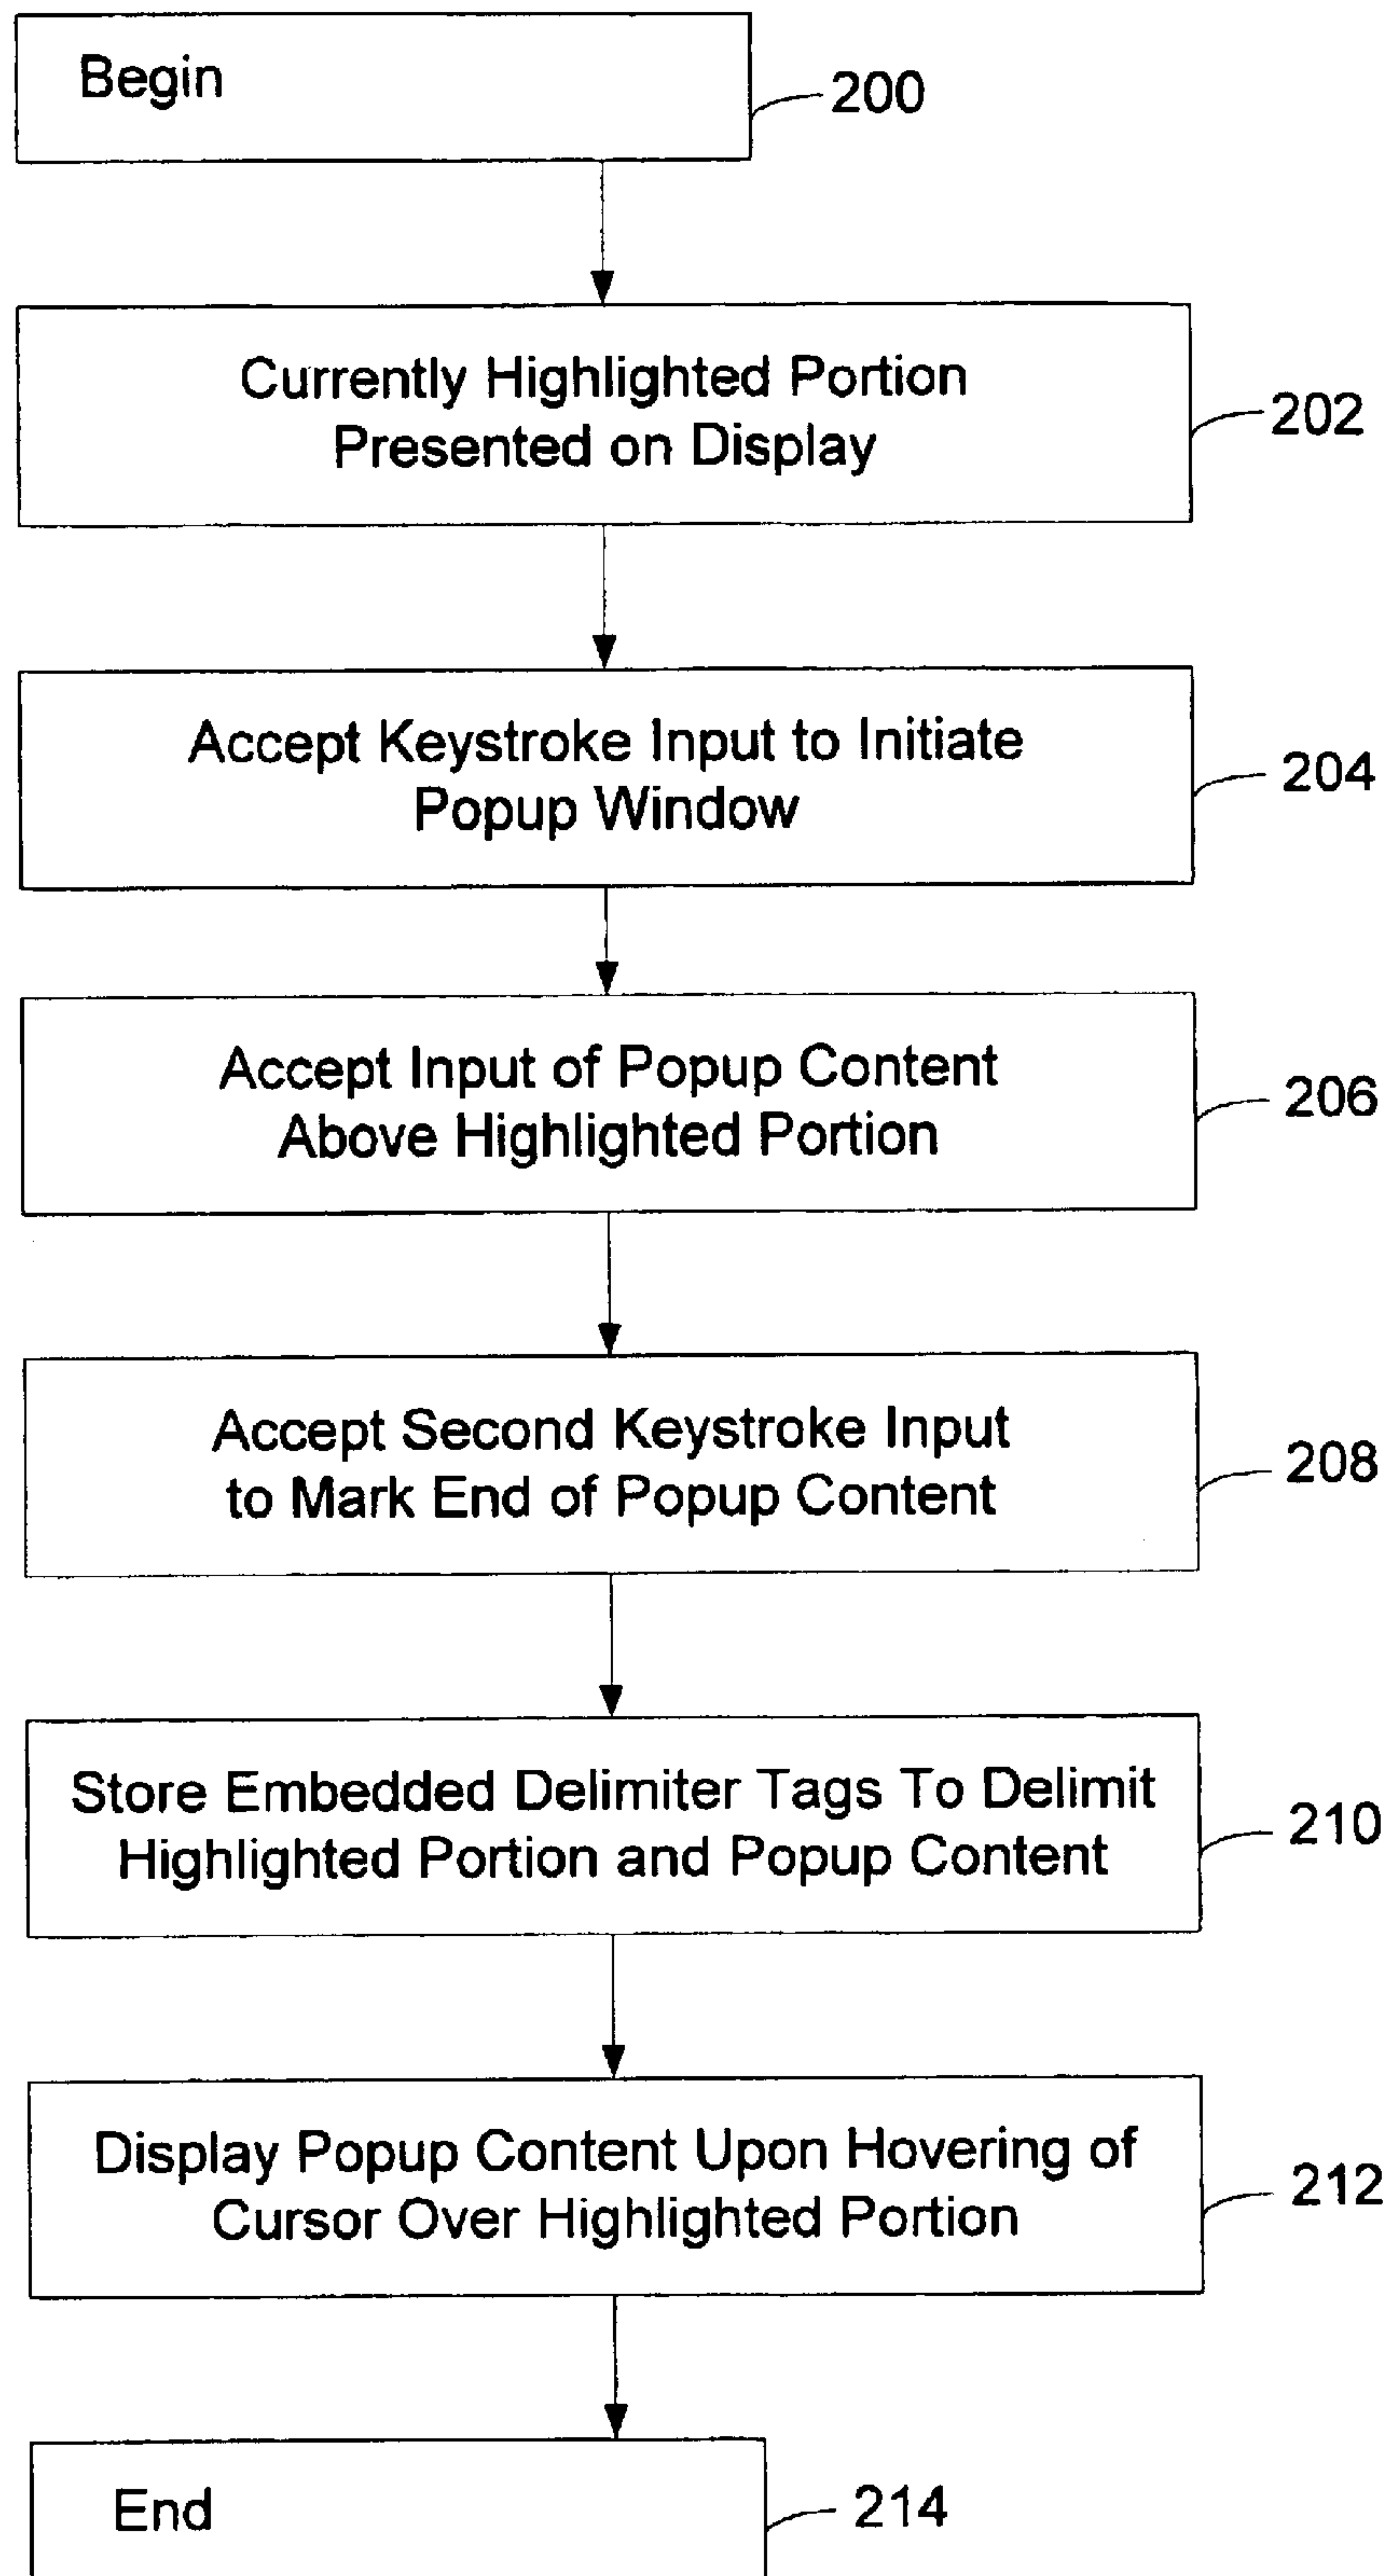 Begin
200
Currently Highlighted Portion
Presented on Display
202
Accept Keystroke Input to Initiate
Popup Window
204
Accept Input of Popup Content
Above Highlighted Portion
206
Accept Second Keystroke Input
to Mark End of Popup Content
208
Store Embedded Delimiter Tags To Delimit
Highlighted Portion and Popup Content
210
Display Popup Content Upon Hovering of
Cursor Over Highlighted Portion
212
End
214